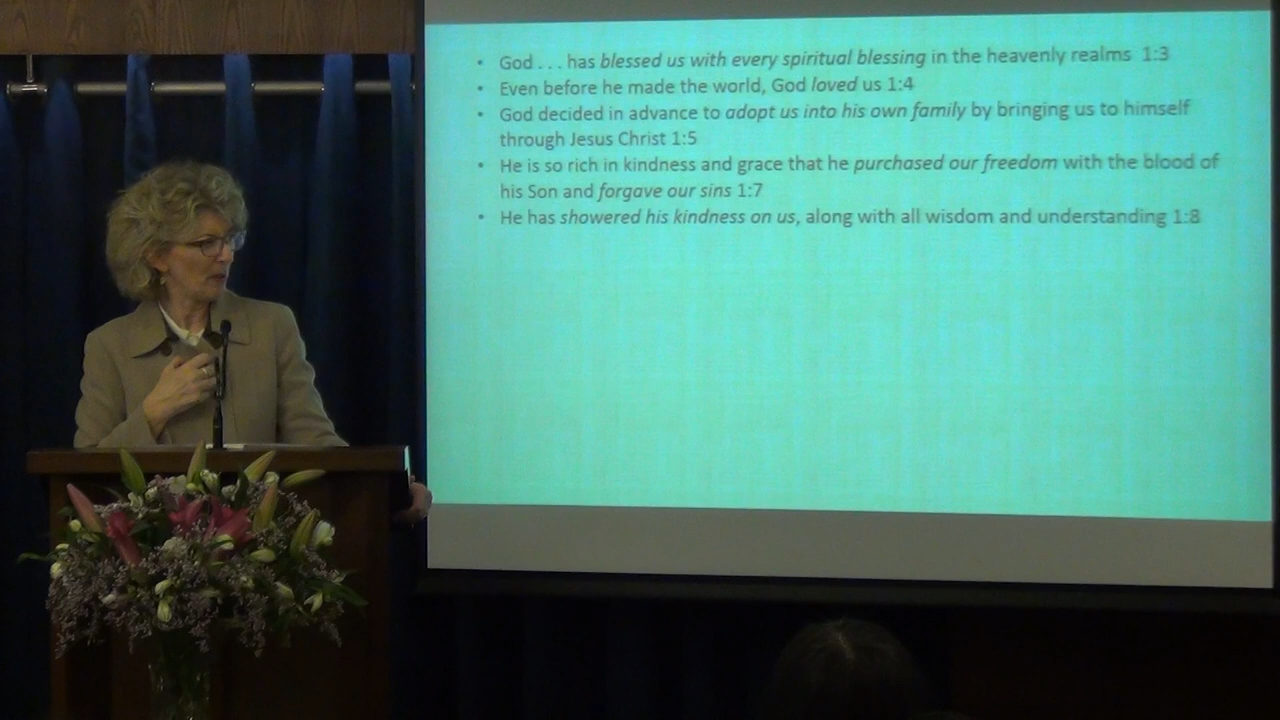 • God . . . has blessed us with every spiritual blessing in the heavenly realms 1:3
• Even before he made the world, God loved us 1:4
• God decided in advance to adopt us into his own family by bringing us to himself
through Jesus Christ 1:5
• He is so rich in kindness and grace that he purchased our freedom with the blood of
his Son and forgave our sins 1:7
• He has showered his kindness on us, along with all wisdom and understanding 1:8